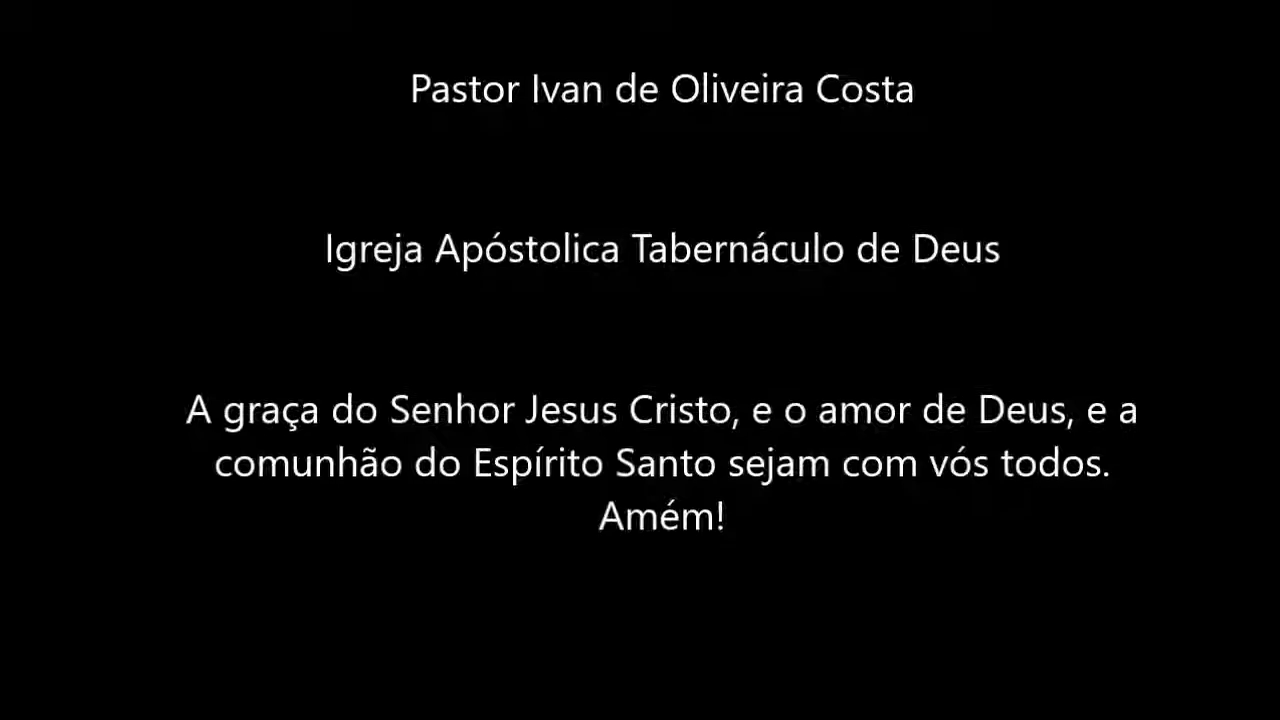 Pastor Ivan de Oliveira Costa
Igreja Apóstolica Tabernáculo de Deus
A graça do Senhor Jesus Cristo, e o amor de Deus, e a
comunhão do Espírito Santo sejam com vós todos.
Amém!